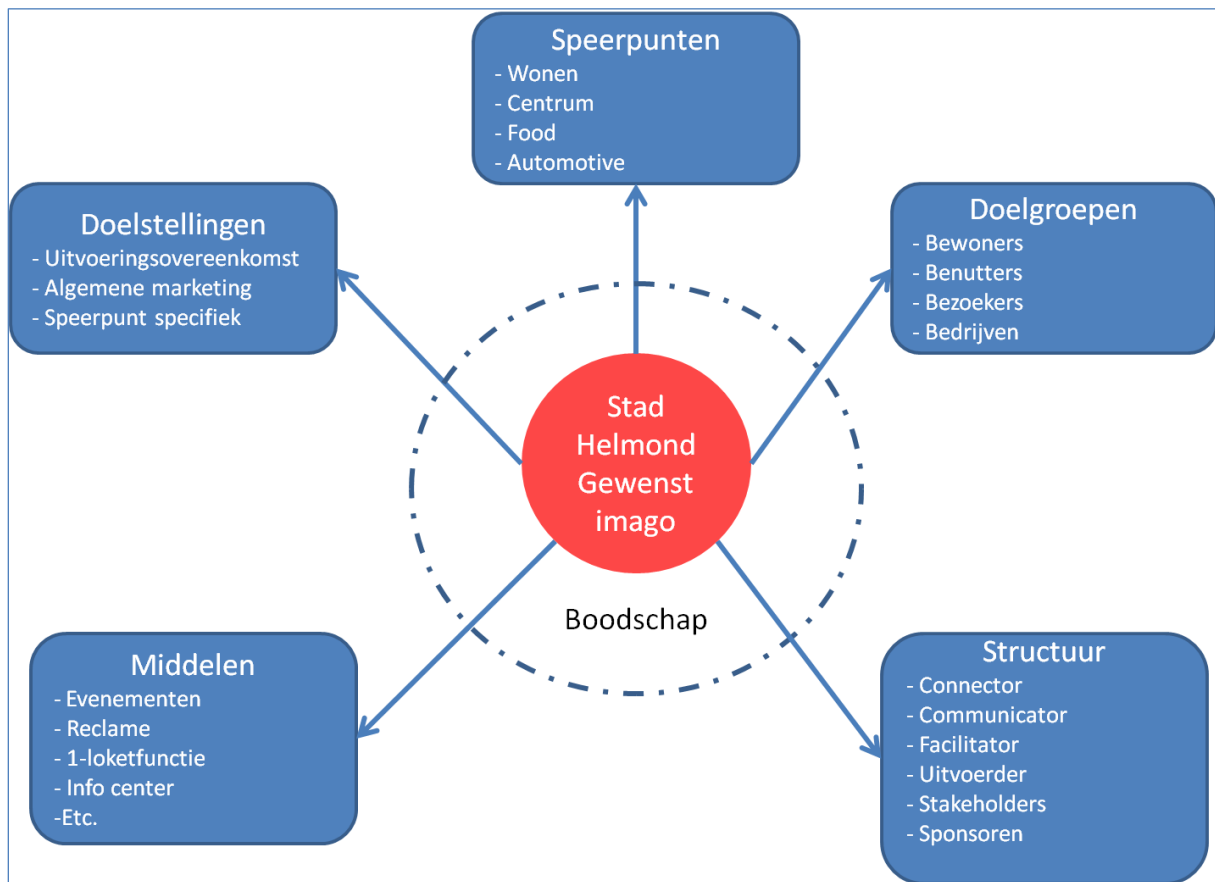 Speerpunten
- Wonen
- Centrum
- Food
- Automotive
Doelstellingen
- Uitvoeringsovereenkomst
- Algemene marketing
- Speerpunt specifiek
Doelgroepen
- Bewoners
- Benutters
- Bezoekers
- Bedrijven
Stad
Helmond
Gewenst
imago
Boodschap
Middelen
- Evenementen
- Reclame
- 1-loketfunctie
- Info center
-Etc.
Structuur
- Connector
- Communicator
- Facilitator
- Uitvoerder
- Stakeholders
- Sponsoren